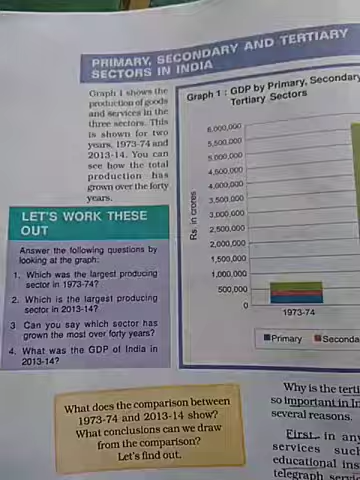 PRIMARY, SECONDARY AND TERTIARY
SECTORS IN INDIA
Graph 1 shows the
production of goods
and services in the
three sectors. This
is shown for two
years, 1973-74 and
2013-14. You can
see how the total
production has
grown over the forty
years.
LET'S WORK THESE
OUT
Answer the following questions by
looking at the graph:
1. Which was the largest producing
sector in 1973-74?
2. Which is the largest producing
sector in 2013-14?
3 Can you say which sector has
grown the most over forty years?
4. What was the GDP of India in
2013-14?
Graph 1 : GDP by Primary, Secondary
Tertiary Sectors
Rs. in crores
6,000,000
5,500,000
5,000,000
4,500,000
4,000,000
3,500,000
3,000,000
2,500,000
2,000,000
1,500,000
1,000,000
500,000
0
1973-74
Primary Seconda
What does the comparison between
1973-74 and 2013-14 show?
What conclusions can we draw
from the comparison?
Let's find out.
Why is the terti
so important in In
several reasons.
First, in any
services such
educational ins
telegraph servic